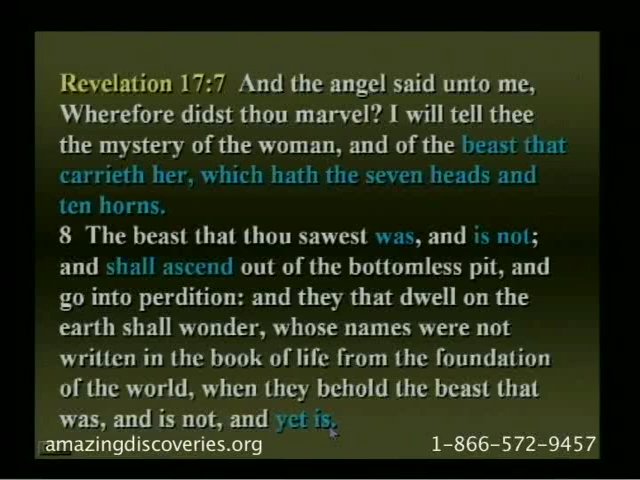 Revelation 17:7 And the angel said unto me,
Wherefore didst thou marvel? I will tell thee
the mystery of the woman, and of the beast that
carrieth her, which hath the seven heads and
ten horns.
8 The beast that thou sawest was, and is not;
and shall ascend out of the bottomless pit, and
go into perdition: and they that dwell on the
earth shall wonder, whose names were not
written in the book of life from the foundation
of the world, when they behold the beast that
was, and is not, and yet is.
amazingdiscoveries.org 1-866-572-9457